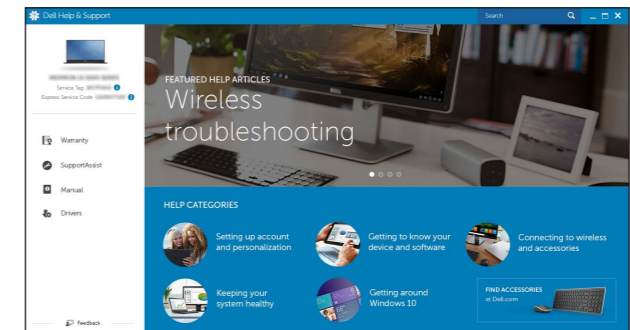 Dell Help & Support
Search
Service Tag:
Express Service Code:
Warranty
SupportAssist
Manual
Drivers
Feedback
FEATURED HELP ARTICLES
Wireless
troubleshooting
HELP CATEGORIES
Setting up account
and personalization
Getting to know your
device and software
Connecting to wireless
and accessories
Keeping your
system healthy
Getting around
Windows 10
FIND ACCESSORIES
at Dell.com